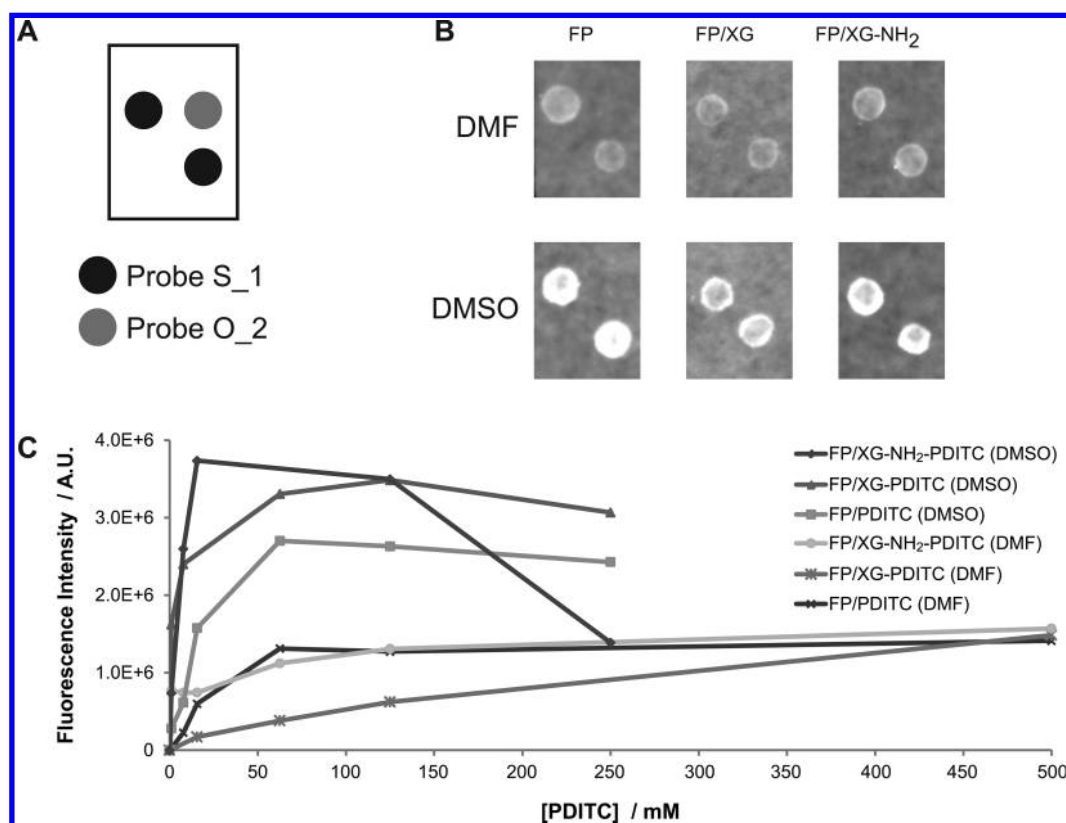 A
Probe S_1
Probe O_2
B
FP FP/XG FP/XG-NH₂
DMF
DMSO
C
Fluorescence Intensity / A.U.
4.0E+6
3.0E+6
2.0E+6
1.0E+6
0
0 50 100 150 200 250 300 350 400 450 500
[PDITC] / mM
FP/XG-NH₂-PDITC (DMSO)
FP/XG-PDITC (DMSO)
FP/PDITC (DMSO)
FP/XG-NH₂-PDITC (DMF)
FP/XG-PDITC (DMF)
FP/PDITC (DMF)